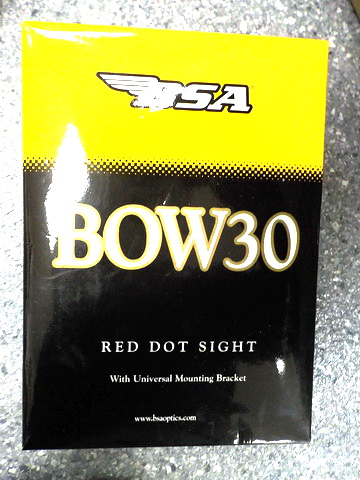 BSA
BOW30
RED DOT SIGHT
With Universal Mounting Bracket
www.bsaoptics.com